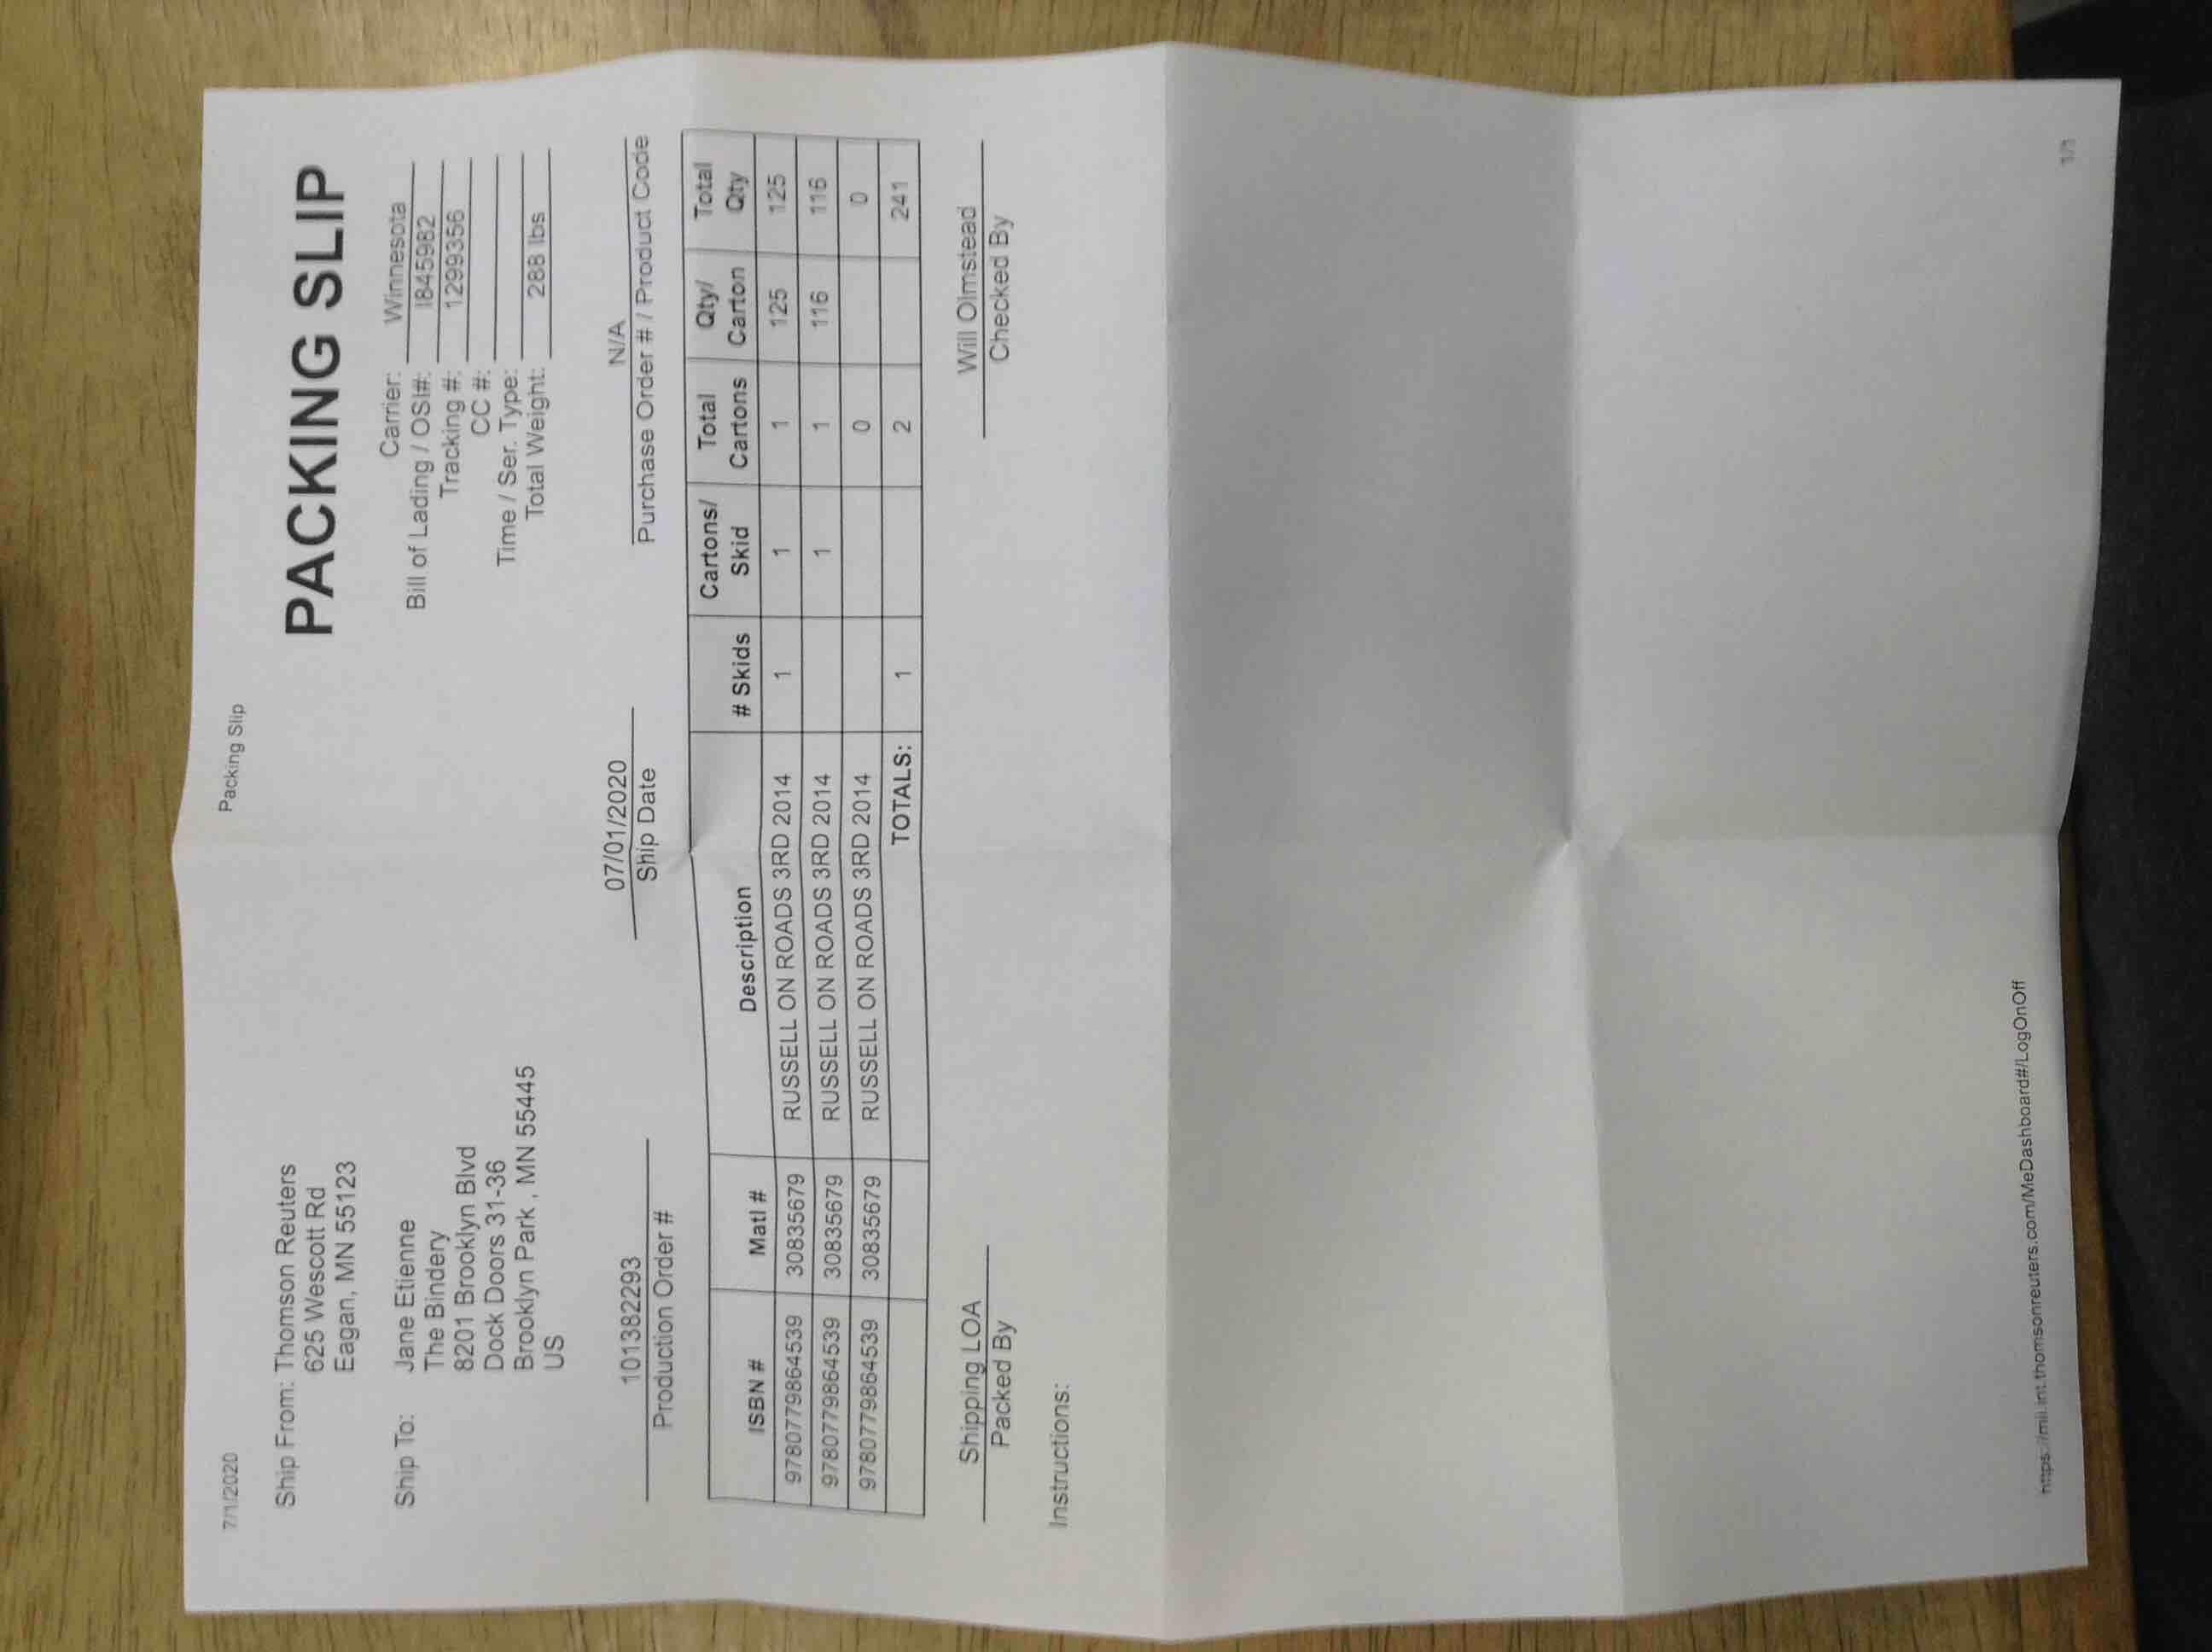 7/1/2020 Packing Slip
PACKING SLIP
Ship From: Thomson Reuters
625 Wescott Rd
Eagan, MN 55123
Ship To: Jane Etienne
The Bindery
8201 Brooklyn Blvd
Dock Doors 31-36
Brooklyn Park , MN 55445
US
Carrier: Winnesota
Bill of Lading / OSI#: I845982
Tracking #: 1299356
CC #:
Time / Ser. Type:
Total Weight: 288 lbs
101382293 07/01/2020 N/A
Production Order # Ship Date Purchase Order # / Product Code
ISBN # Matl # Description # Skids Cartons/ Skid Total Cartons Qty/ Carton Total Qty
9780779864539 30835679 RUSSELL ON ROADS 3RD 2014 1 1 1 125 125
9780779864539 30835679 RUSSELL ON ROADS 3RD 2014 1 1 116 116
9780779864539 30835679 RUSSELL ON ROADS 3RD 2014 0 0
TOTALS: 1 2 241
Shipping LOA Will Olmstead
Packed By Checked By
Instructions:
https://mii.int.thomsonreuters.com/MeDashboard#/LogOnOff 1/1